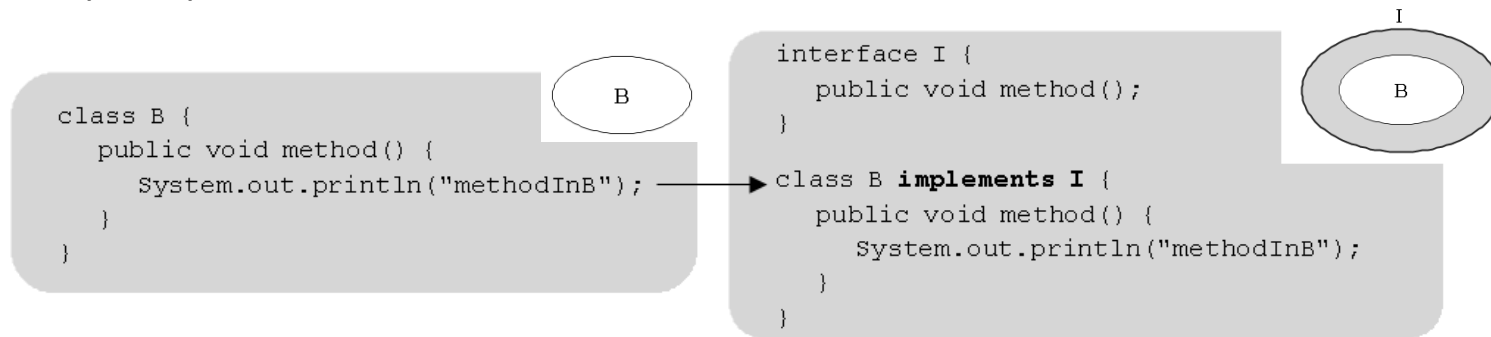 class B {
public void method() {
System.out.println("methodInB");
}
}
B
interface I {
public void method();
}
class B implements I {
public void method() {
System.out.println("methodInB");
}
}
I
B